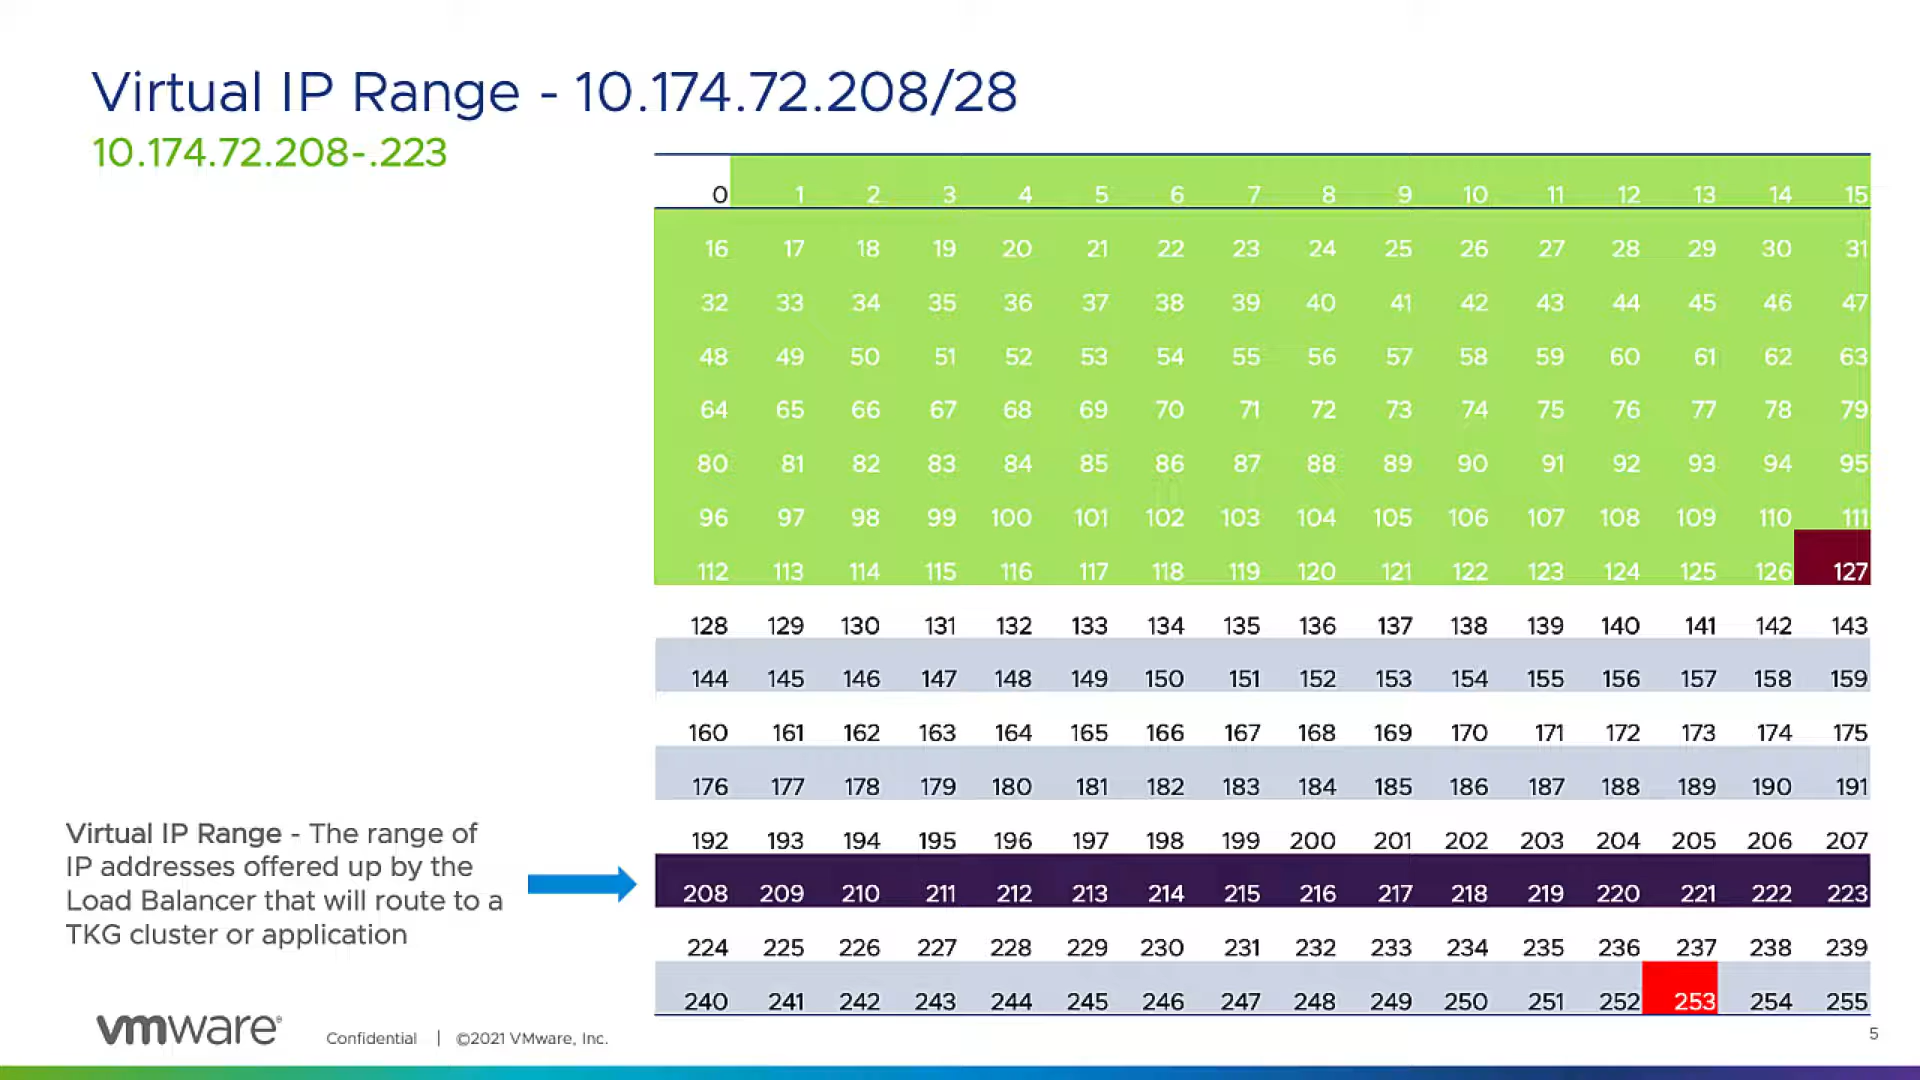 Virtual IP Range - 10.174.72.208/28
10.174.72.208-.223
0 1 2 3 4 5 6 7 8 9 10 11 12 13 14 15
16 17 18 19 20 21 22 23 24 25 26 27 28 29 30 31
32 33 34 35 36 37 38 39 40 41 42 43 44 45 46 47
48 49 50 51 52 53 54 55 56 57 58 59 60 61 62 63
64 65 66 67 68 69 70 71 72 73 74 75 76 77 78 79
80 81 82 83 84 85 86 87 88 89 90 91 92 93 94 95
96 97 98 99 100 101 102 103 104 105 106 107 108 109 110 111
112 113 114 115 116 117 118 119 120 121 122 123 124 125 126 127
128 129 130 131 132 133 134 135 136 137 138 139 140 141 142 143
144 145 146 147 148 149 150 151 152 153 154 155 156 157 158 159
160 161 162 163 164 165 166 167 168 169 170 171 172 173 174 175
176 177 178 179 180 181 182 183 184 185 186 187 188 189 190 191
192 193 194 195 196 197 198 199 200 201 202 203 204 205 206 207
208 209 210 211 212 213 214 215 216 217 218 219 220 221 222 223
224 225 226 227 228 229 230 231 232 233 234 235 236 237 238 239
240 241 242 243 244 245 246 247 248 249 250 251 252 253 254 255
Virtual IP Range - The range of
IP addresses offered up by the
Load Balancer that will route to a
TKG cluster or application
vmware®
Confidential | ©2021 VMware, Inc.
5